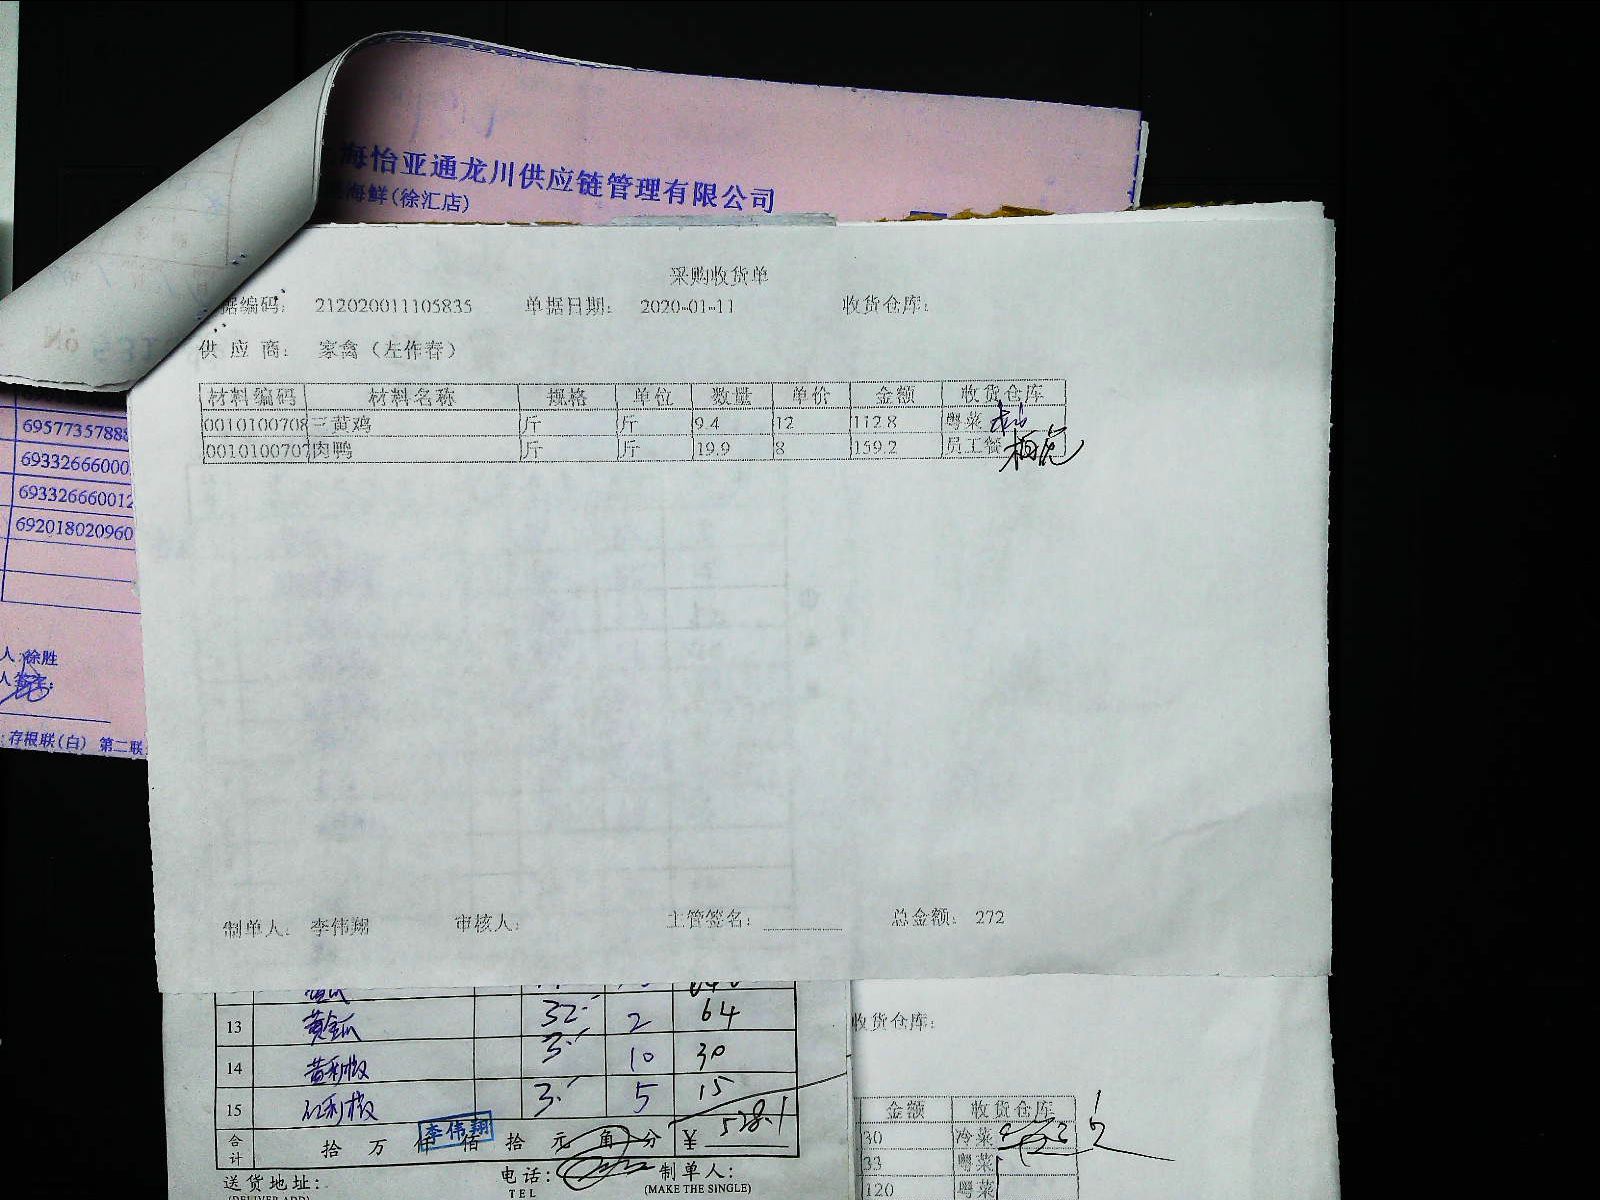 海怡亚通龙川供应链管理有限公司
海鲜(徐汇店)
采购收货单
据编码: 212020011105835 单据日期: 2020-01-11 收货仓库:
供应商: 家禽(左作春)
材料编码 材料名称 规格 单位 数量 单价 金额 收货仓库
0010100708 三黄鸡 斤 斤 9.4 12 112.8 粤菜
0010100707 肉鸭 斤 斤 19.9 8 159.2 员工餐
69577357888
69332666000
693326660012
692018020960
人:徐胜
存根联(白) 第二联
制单人: 李伟翔 审核人: 主管签名: 总金额: 272
13 黄金瓜 32 2 64
14 黄利椒 3 10 30
15 红利椒 3 5 15
合计 拾 万 仟 佰 拾 元 角 分 ¥ 528.1
李伟翔
送货地址: 电话: 制单人:
(DELIVER ADD) TEL (MAKE THE SINGLE)
收货仓库:
金额 收货仓库
30 冷菜
33 粤菜
120 粤菜